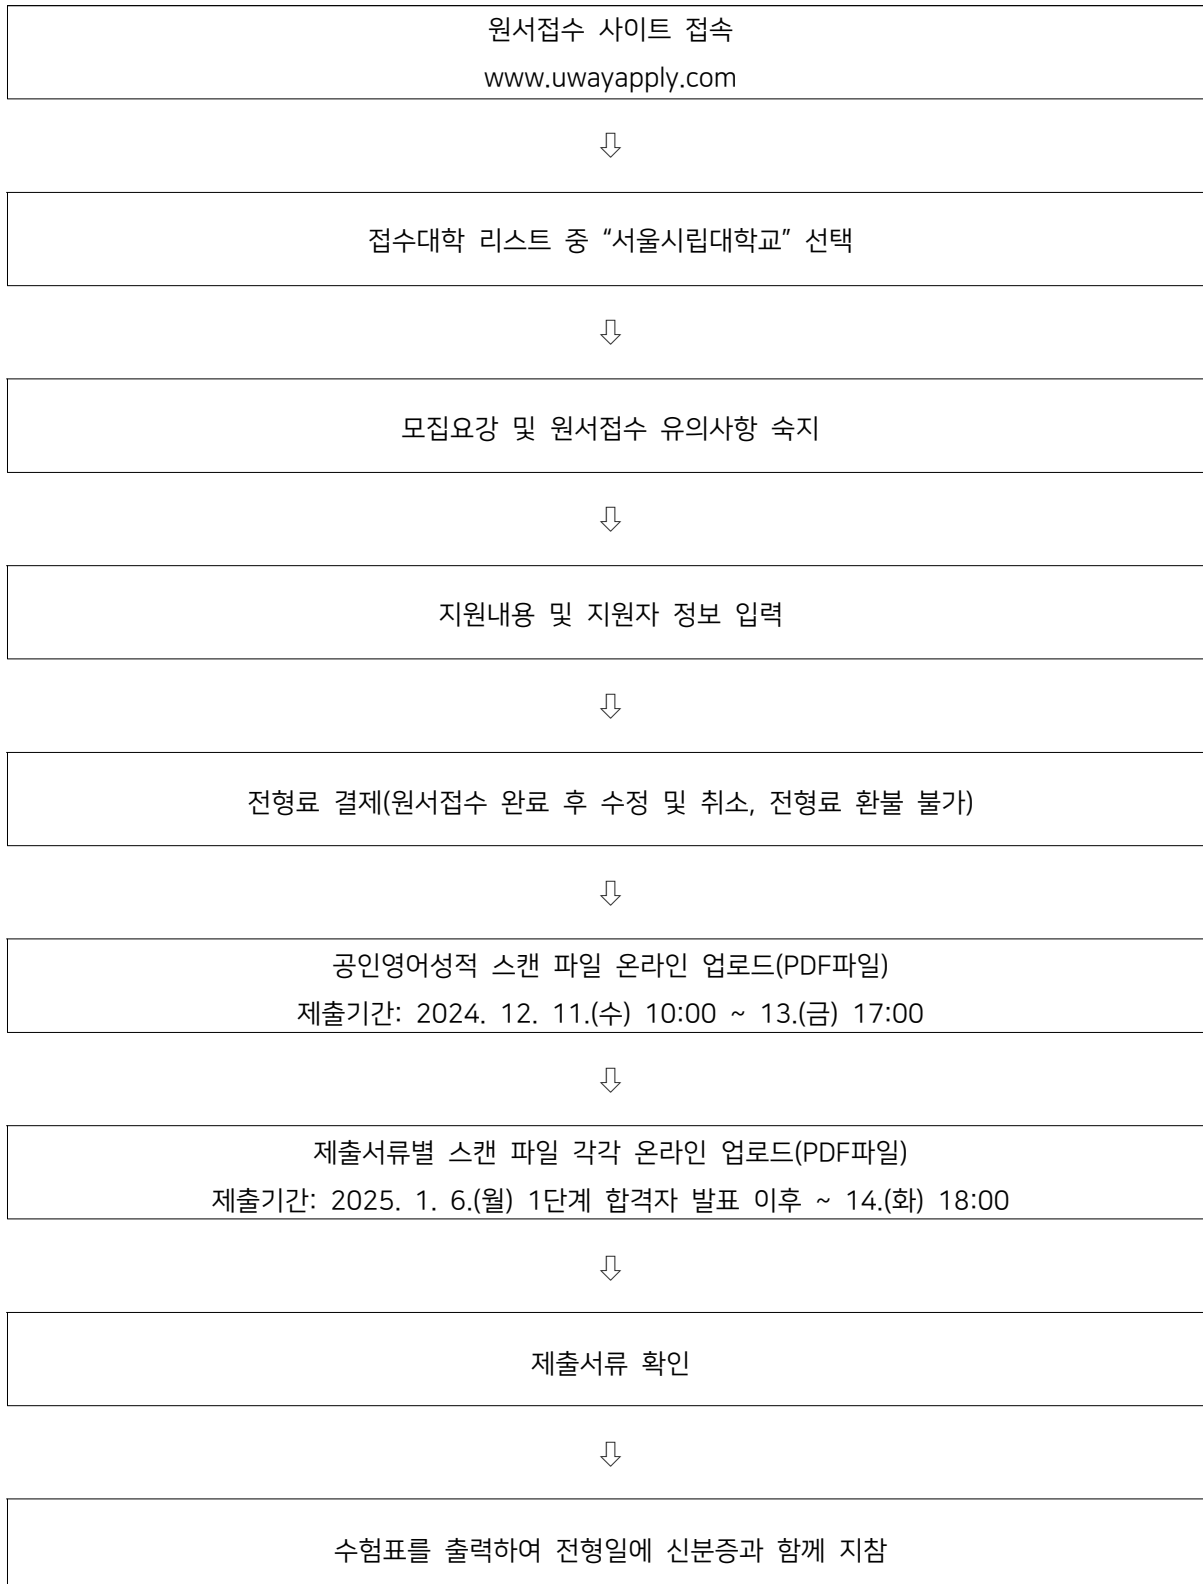 원서접수 사이트 접속
www.uwayapply.com
⇩
접수대학 리스트 중 “서울시립대학교” 선택
⇩
모집요강 및 원서접수 유의사항 숙지
⇩
지원내용 및 지원자 정보 입력
⇩
전형료 결제(원서접수 완료 후 수정 및 취소, 전형료 환불 불가)
⇩
공인영어성적 스캔 파일 온라인 업로드(PDF파일)
제출기간: 2024. 12. 11.(수) 10:00 ~ 13.(금) 17:00
⇩
제출서류별 스캔 파일 각각 온라인 업로드(PDF파일)
제출기간: 2025. 1. 6.(월) 1단계 합격자 발표 이후 ~ 14.(화) 18:00
⇩
제출서류 확인
⇩
수험표를 출력하여 전형일에 신분증과 함께 지참